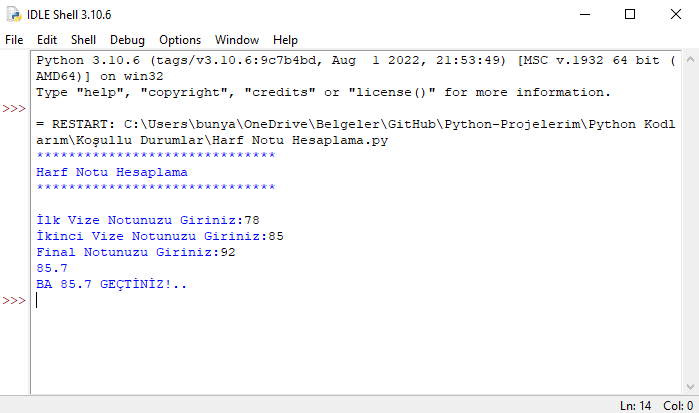 IDLE Shell 3.10.6
File Edit Shell Debug Options Window Help
Python 3.10.6 (tags/v3.10.6:9c7b4bd, Aug  1 2022, 21:53:49) [MSC v.1932 64 bit (
AMD64)] on win32
Type "help", "copyright", "credits" or "license()" for more information.
>>>
= RESTART: C:\Users\bunya\OneDrive\Belgeler\GitHub\Python-Projelerim\Python Kodl
arım\Koşullu Durumlar\Harf Notu Hesaplama.py
******************************
Harf Notu Hesaplama
******************************
İlk Vize Notunuzu Giriniz:78
İkinci Vize Notunuzu Giriniz:85
Final Notunuzu Giriniz:92
85.7
BA 85.7 GEÇTİNİZ!..
>>>
Ln: 14 Col: 0